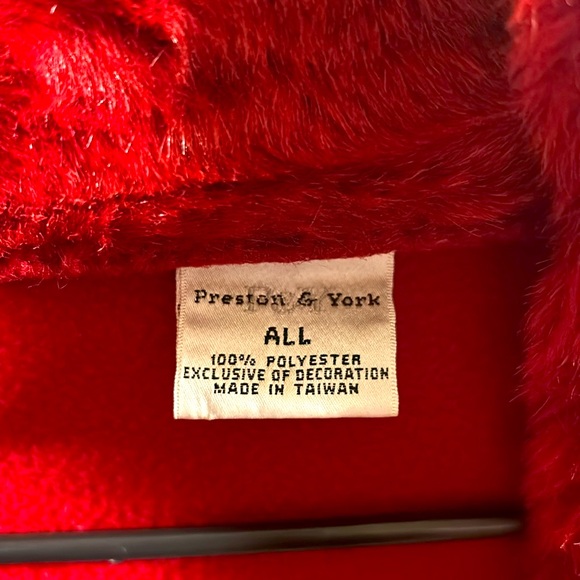 Preston & York
ALL
100% POLYESTER
EXCLUSIVE OF DECORATION
MADE IN TAIWAN